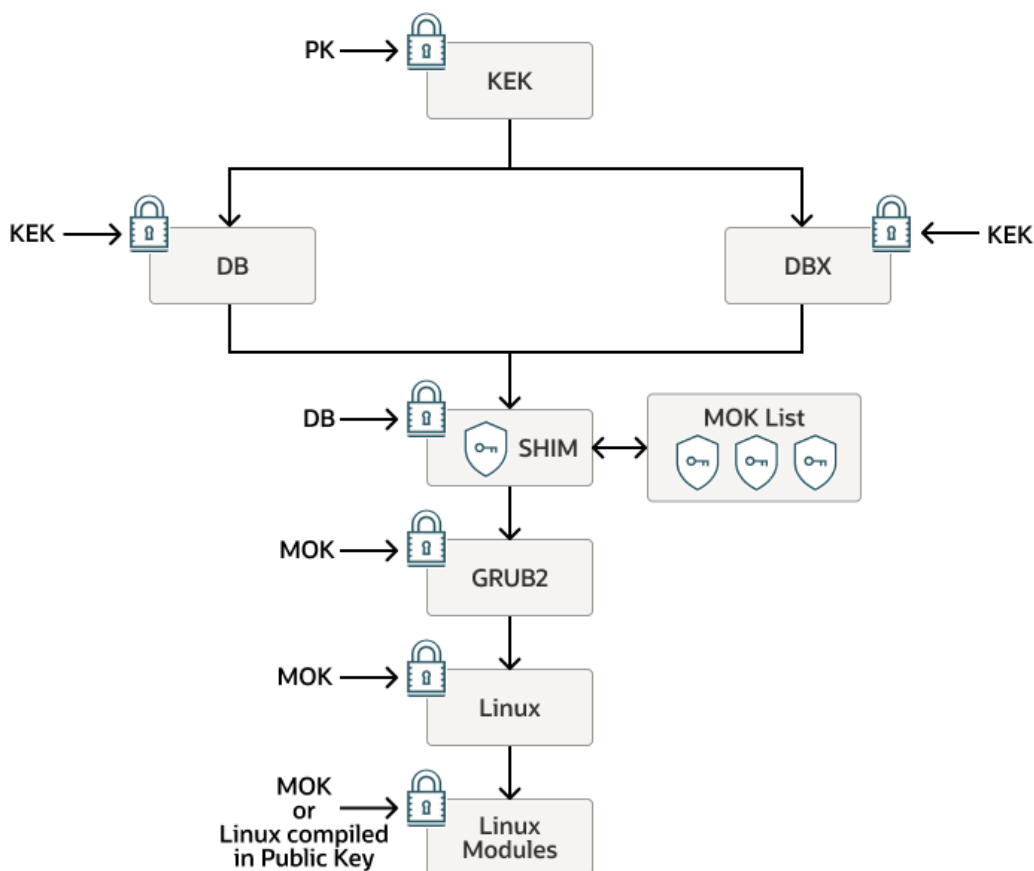 PK
KEK
KEK
DB
DBX
KEK
DB
SHIM
MOK List
MOK
GRUB2
MOK
Linux
MOK
or
Linux compiled
in Public Key
Linux
Modules